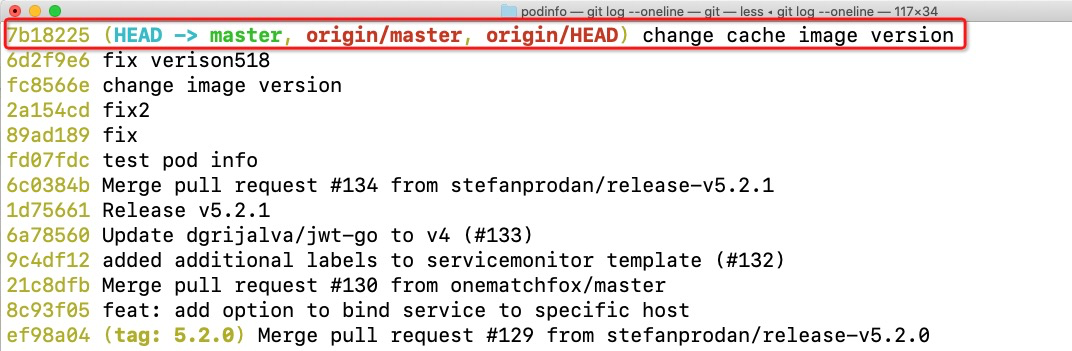 podinfo — git log --oneline — git — less ◂ git log --oneline — 117×34
7b18225 (HEAD -> master, origin/master, origin/HEAD) change cache image version
6d2f9e6 fix verison518
fc8566e change image version
2a154cd fix2
89ad189 fix
fd07fdc test pod info
6c0384b Merge pull request #134 from stefanprodan/release-v5.2.1
1d75661 Release v5.2.1
6a78560 Update dgrijalva/jwt-go to v4 (#133)
9c4df12 added additional labels to servicemonitor template (#132)
21c8dfb Merge pull request #130 from onematchfox/master
8c93f05 feat: add option to bind service to specific host
ef98a04 (tag: 5.2.0) Merge pull request #129 from stefanprodan/release-v5.2.0